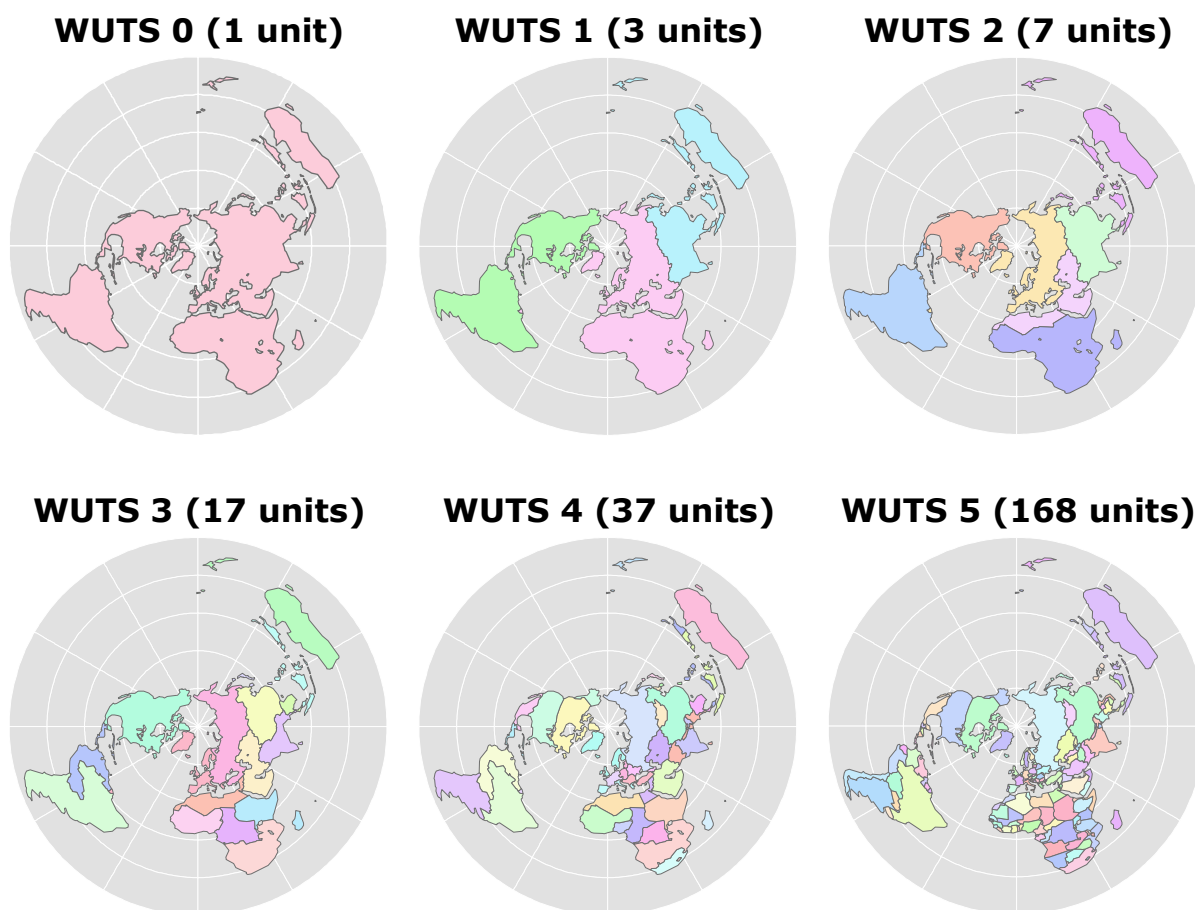 WUTS 0 (1 unit)
WUTS 1 (3 units)
WUTS 2 (7 units)
WUTS 3 (17 units)
WUTS 4 (37 units)
WUTS 5 (168 units)